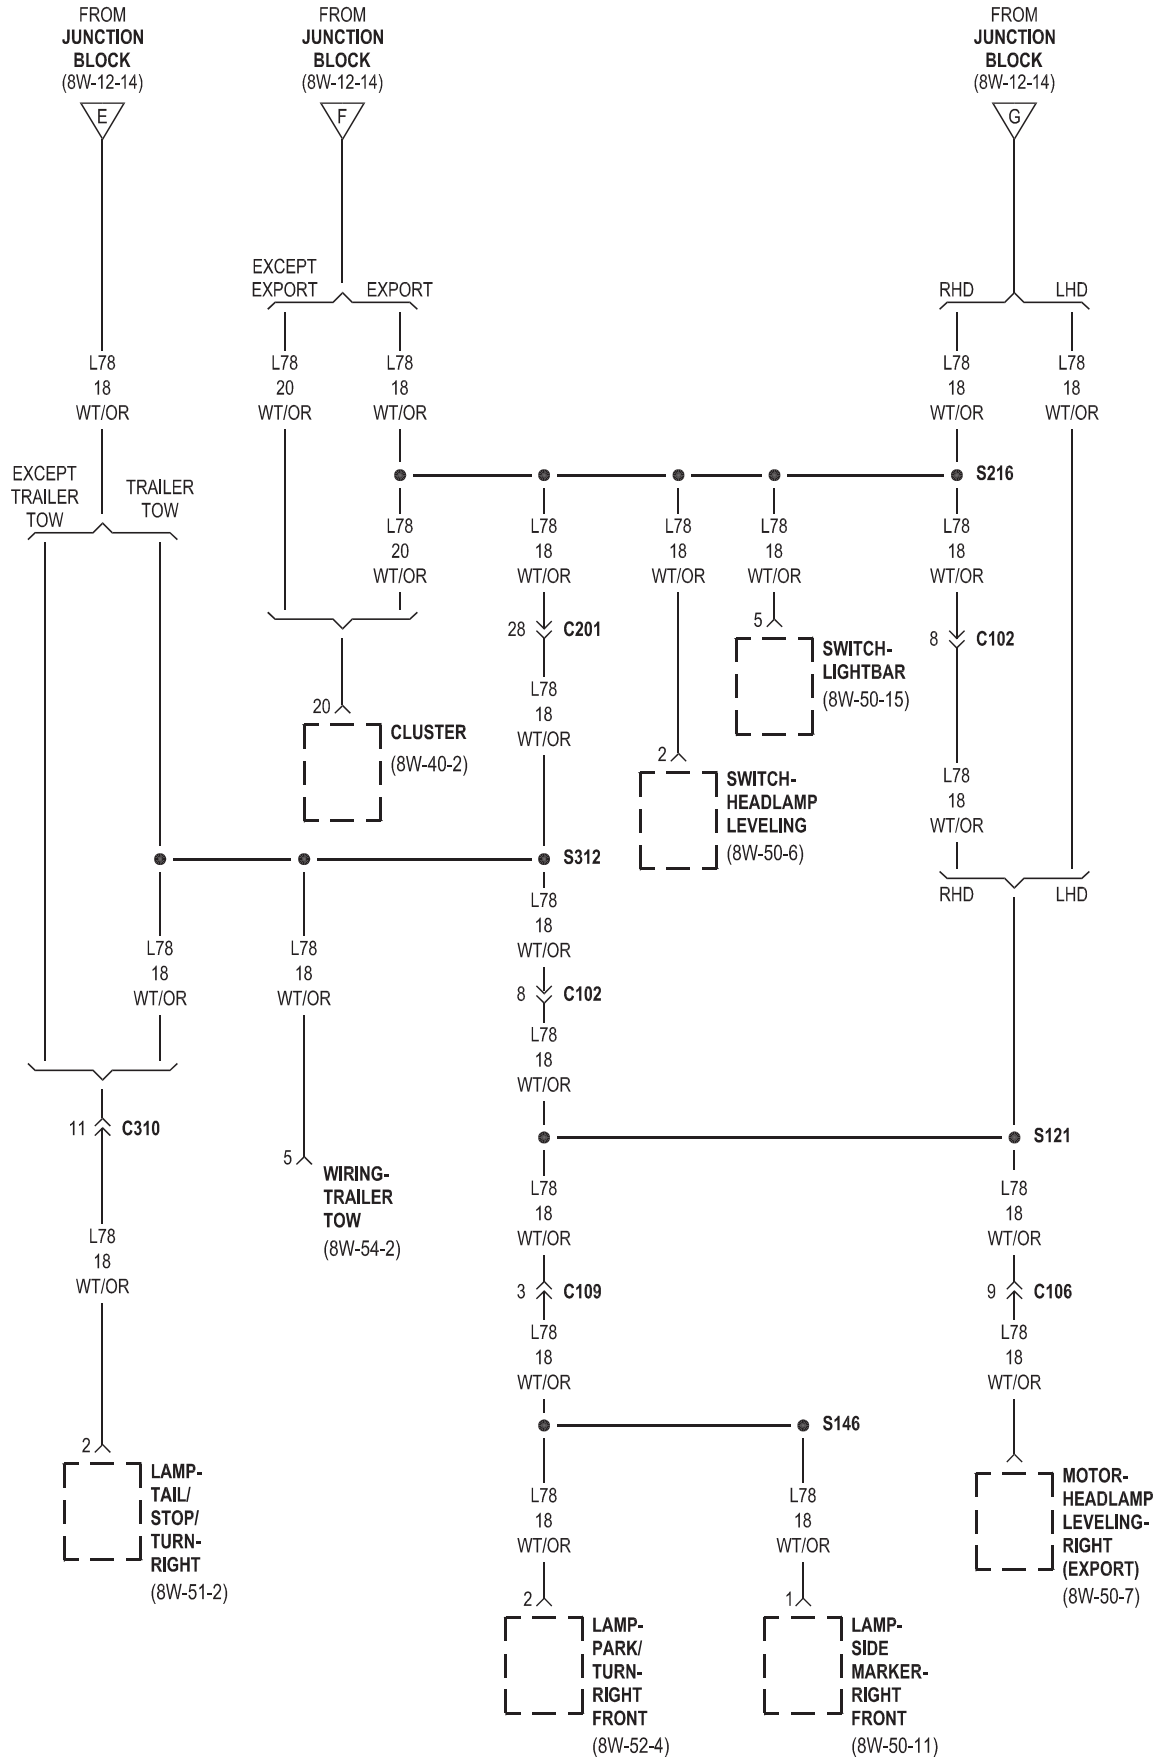 FROM
JUNCTION
BLOCK
(8W-12-14)
E
FROM
JUNCTION
BLOCK
(8W-12-14)
F
FROM
JUNCTION
BLOCK
(8W-12-14)
G
EXCEPT
EXPORT
EXPORT
RHD
LHD
L78
18
WT/OR
L78
20
WT/OR
L78
18
WT/OR
L78
18
WT/OR
L78
18
WT/OR
EXCEPT
TRAILER
TOW
TRAILER
TOW
S216
L78
20
WT/OR
L78
18
WT/OR
L78
18
WT/OR
L78
18
WT/OR
L78
18
WT/OR
28
C201
5
SWITCH-
LIGHTBAR
(8W-50-15)
8
C102
L78
18
WT/OR
20
CLUSTER
(8W-40-2)
2
SWITCH-
HEADLAMP
LEVELING
(8W-50-6)
L78
18
WT/OR
S312
RHD
LHD
L78
18
WT/OR
L78
18
WT/OR
L78
18
WT/OR
8
C102
L78
18
WT/OR
11
C310
S121
5
WIRING-
TRAILER
TOW
(8W-54-2)
L78
18
WT/OR
L78
18
WT/OR
L78
18
WT/OR
3
C109
9
C106
L78
18
WT/OR
L78
18
WT/OR
S146
2
LAMP-
TAIL/
STOP/
TURN-
RIGHT
(8W-51-2)
L78
18
WT/OR
L78
18
WT/OR
MOTOR-
HEADLAMP
LEVELING-
RIGHT
(EXPORT)
(8W-50-7)
2
LAMP-
PARK/
TURN-
RIGHT
FRONT
(8W-52-4)
1
LAMP-
SIDE
MARKER-
RIGHT
FRONT
(8W-50-11)